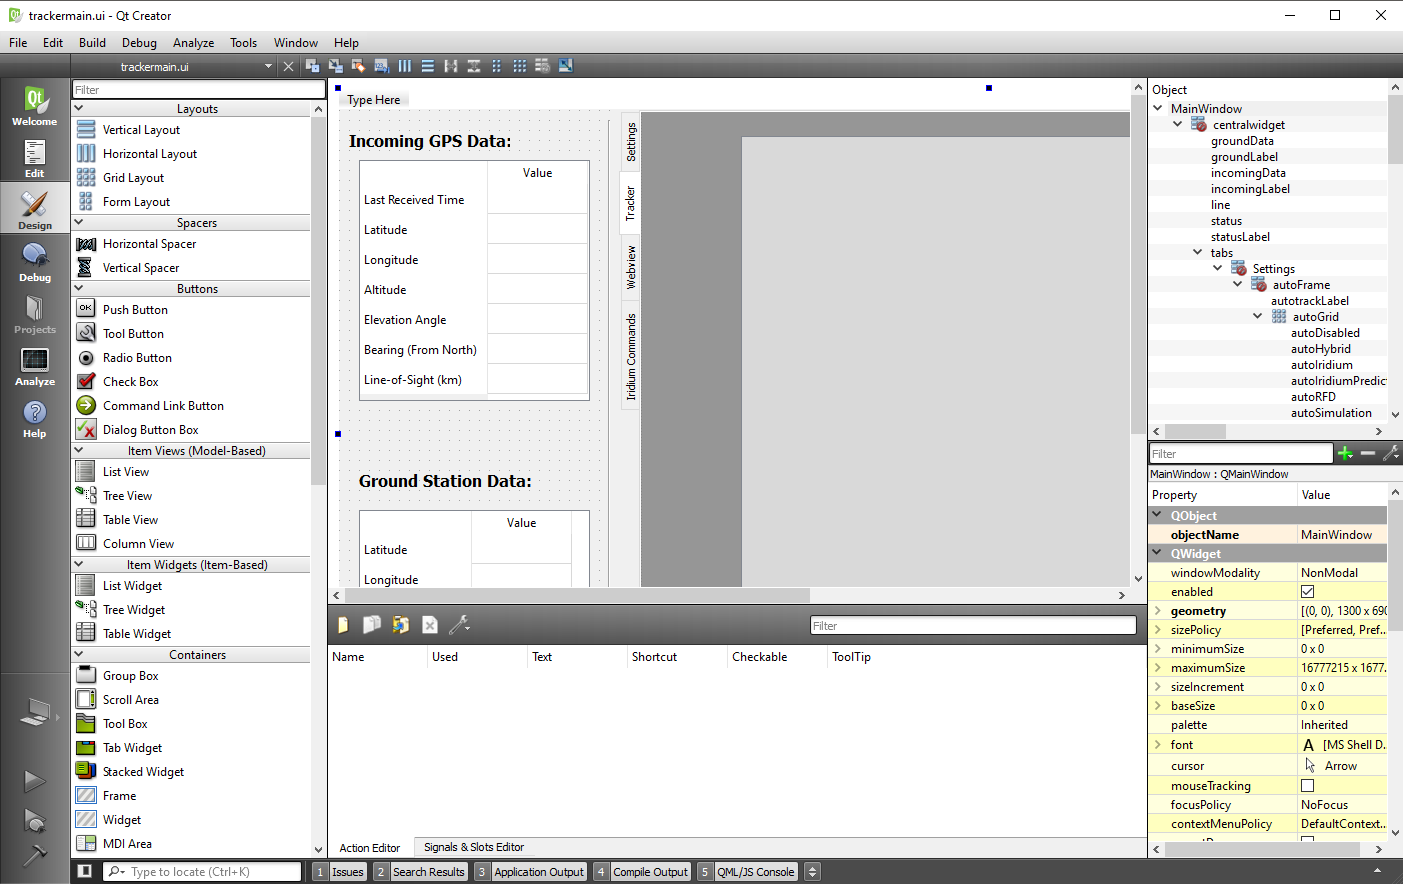 trackermain.ui - Qt Creator
File Edit Build Debug Analyze Tools Window Help
trackermain.ui
Welcome
Edit
Design
Debug
Projects
Analyze
Help
Filter
Layouts
Vertical Layout
Horizontal Layout
Grid Layout
Form Layout
Spacers
Horizontal Spacer
Vertical Spacer
Buttons
OK
Push Button
Tool Button
Radio Button
Check Box
Command Link Button
Dialog Button Box
Item Views (Model-Based)
List View
Tree View
Table View
Column View
Item Widgets (Item-Based)
List Widget
Tree Widget
Table Widget
Containers
Group Box
Scroll Area
Tool Box
Tab Widget
Stacked Widget
Frame
Widget
MDI Area
Type Here
Incoming GPS Data:
Value
Last Received Time
Latitude
Longitude
Altitude
Elevation Angle
Bearing (From North)
Line-of-Sight (km)
Ground Station Data:
Value
Latitude
Longitude
Settings
Tracker
Webview
Iridium Commands
Filter
Name Used Text Shortcut Checkable ToolTip
Action Editor Signals & Slots Editor
Object
MainWindow
centralwidget
groundData
groundLabel
incomingData
incomingLabel
line
status
statusLabel
tabs
Settings
autoFrame
autotrackLabel
autoGrid
autoDisabled
autoHybrid
autoIridium
autoIridiumPredic
autoRFD
autoSimulation
Filter
MainWindow : QMainWindow
Property Value
QObject
objectName MainWindow
QWidget
windowModality NonModal
enabled
geometry [(0, 0), 1300 x 690
sizePolicy [Preferred, Pref...
minimumSize 0 x 0
maximumSize 16777215 x 1677...
sizeIncrement 0 x 0
baseSize 0 x 0
palette Inherited
font A [MS Shell D...
cursor Arrow
mouseTracking
focusPolicy NoFocus
contextMenuPolicy DefaultContext...
Type to locate (Ctrl+K)
1 Issues 2 Search Results 3 Application Output 4 Compile Output 5 QML/JS Console